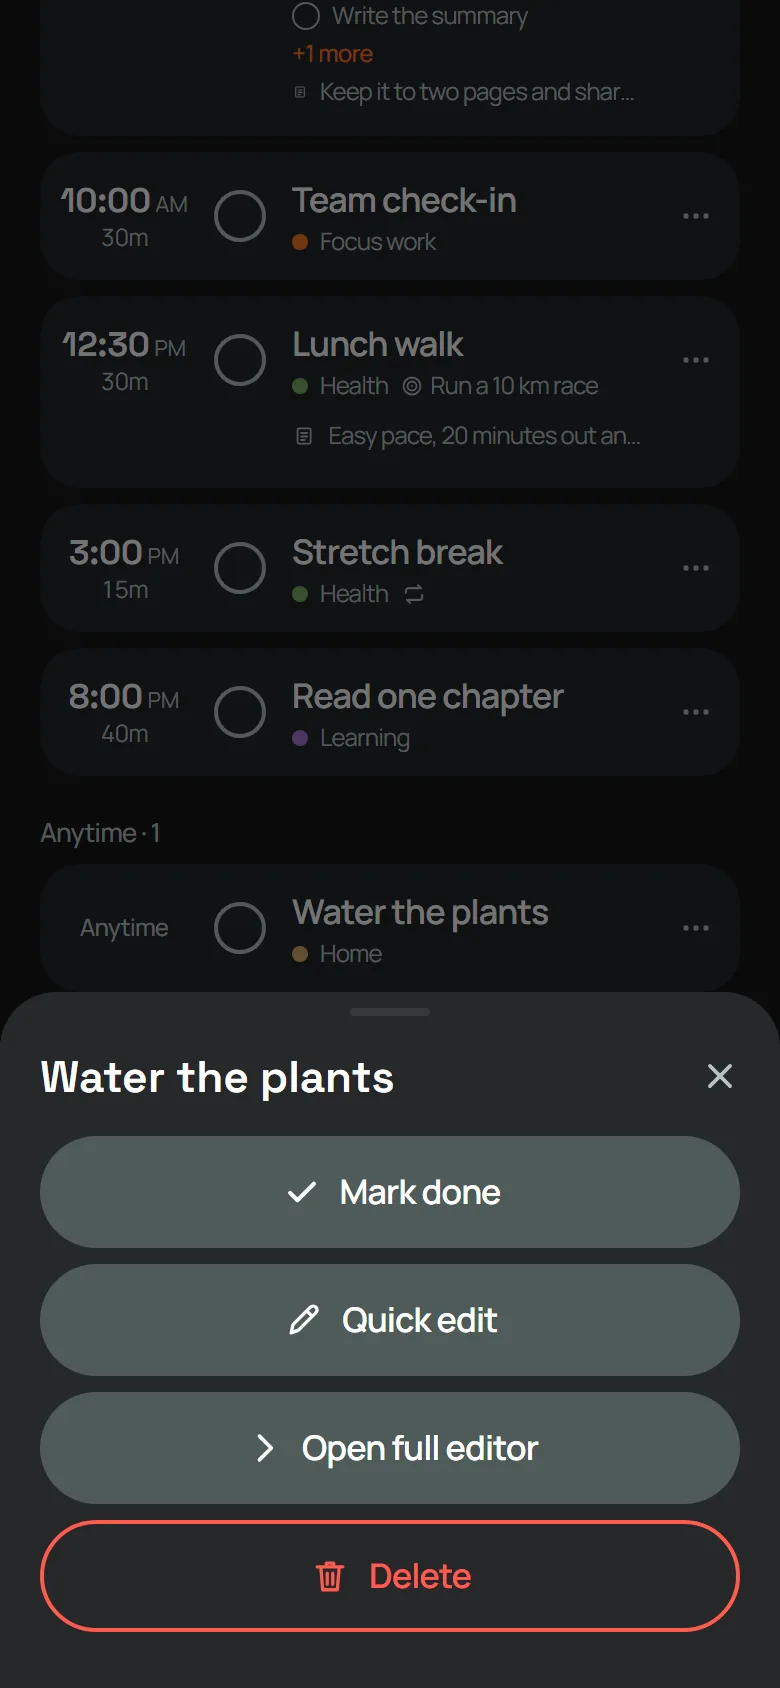 Write the summary
+1 more
Keep it to two pages and shar...
10:00 AM
30m
Team check-in
Focus work
12:30 PM
30m
Lunch walk
Health Run a 10 km race
Easy pace, 20 minutes out an...
3:00 PM
15m
Stretch break
Health
8:00 PM
40m
Read one chapter
Learning
Anytime · 1
Anytime
Water the plants
Home
Water the plants
Mark done
Quick edit
Open full editor
Delete